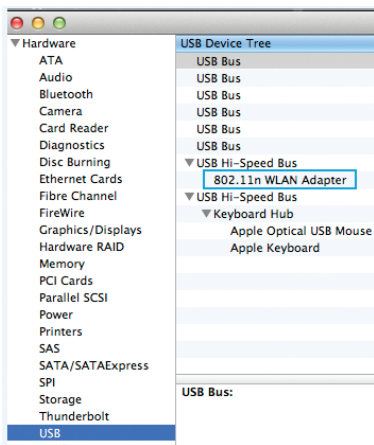 Hardware
ATA
Audio
Bluetooth
Camera
Card Reader
Diagnostics
Disc Burning
Ethernet Cards
Fibre Channel
FireWire
Graphics/Displays
Hardware RAID
Memory
PCI Cards
Parallel SCSI
Power
Printers
SAS
SATA/SATAExpress
SPI
Storage
Thunderbolt
USB
USB Device Tree
USB Bus
USB Bus
USB Bus
USB Bus
USB Bus
USB Bus
USB Hi-Speed Bus
802.11n WLAN Adapter
USB Hi-Speed Bus
Keyboard Hub
Apple Optical USB Mouse
Apple Keyboard
USB Bus: